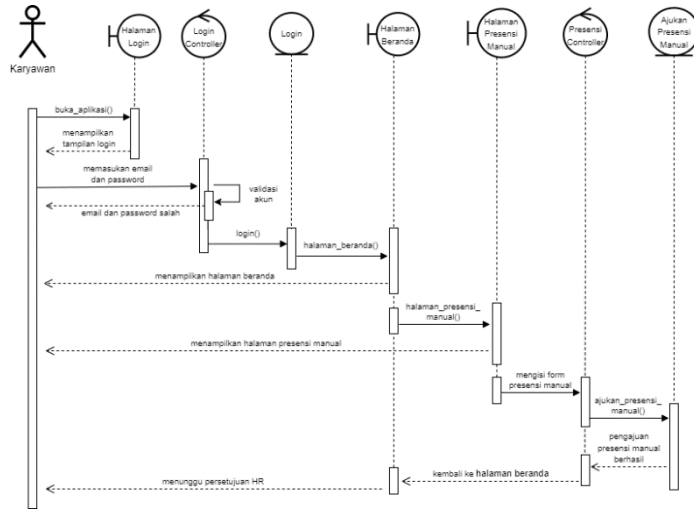 Karyawan
Halaman
Login
Login
Controller
Login
Halaman
Beranda
Halaman
Presensi
Manual
Presensi
Controller
Ajukan
Presensi
Manual
buka_aplikasi()
menampilkan
tampilan login
memasukan email
dan password
validasi
akun
email dan password salah
login()
halaman_beranda()
menampilkan halaman beranda
halaman_presensi_
manual()
menampilkan halaman presensi manual
mengisi form
presensi manual
ajukan_presensi_
manual()
pengajuan
presensi manual
berhasil
kembali ke halaman beranda
menunggu persetujuan HR